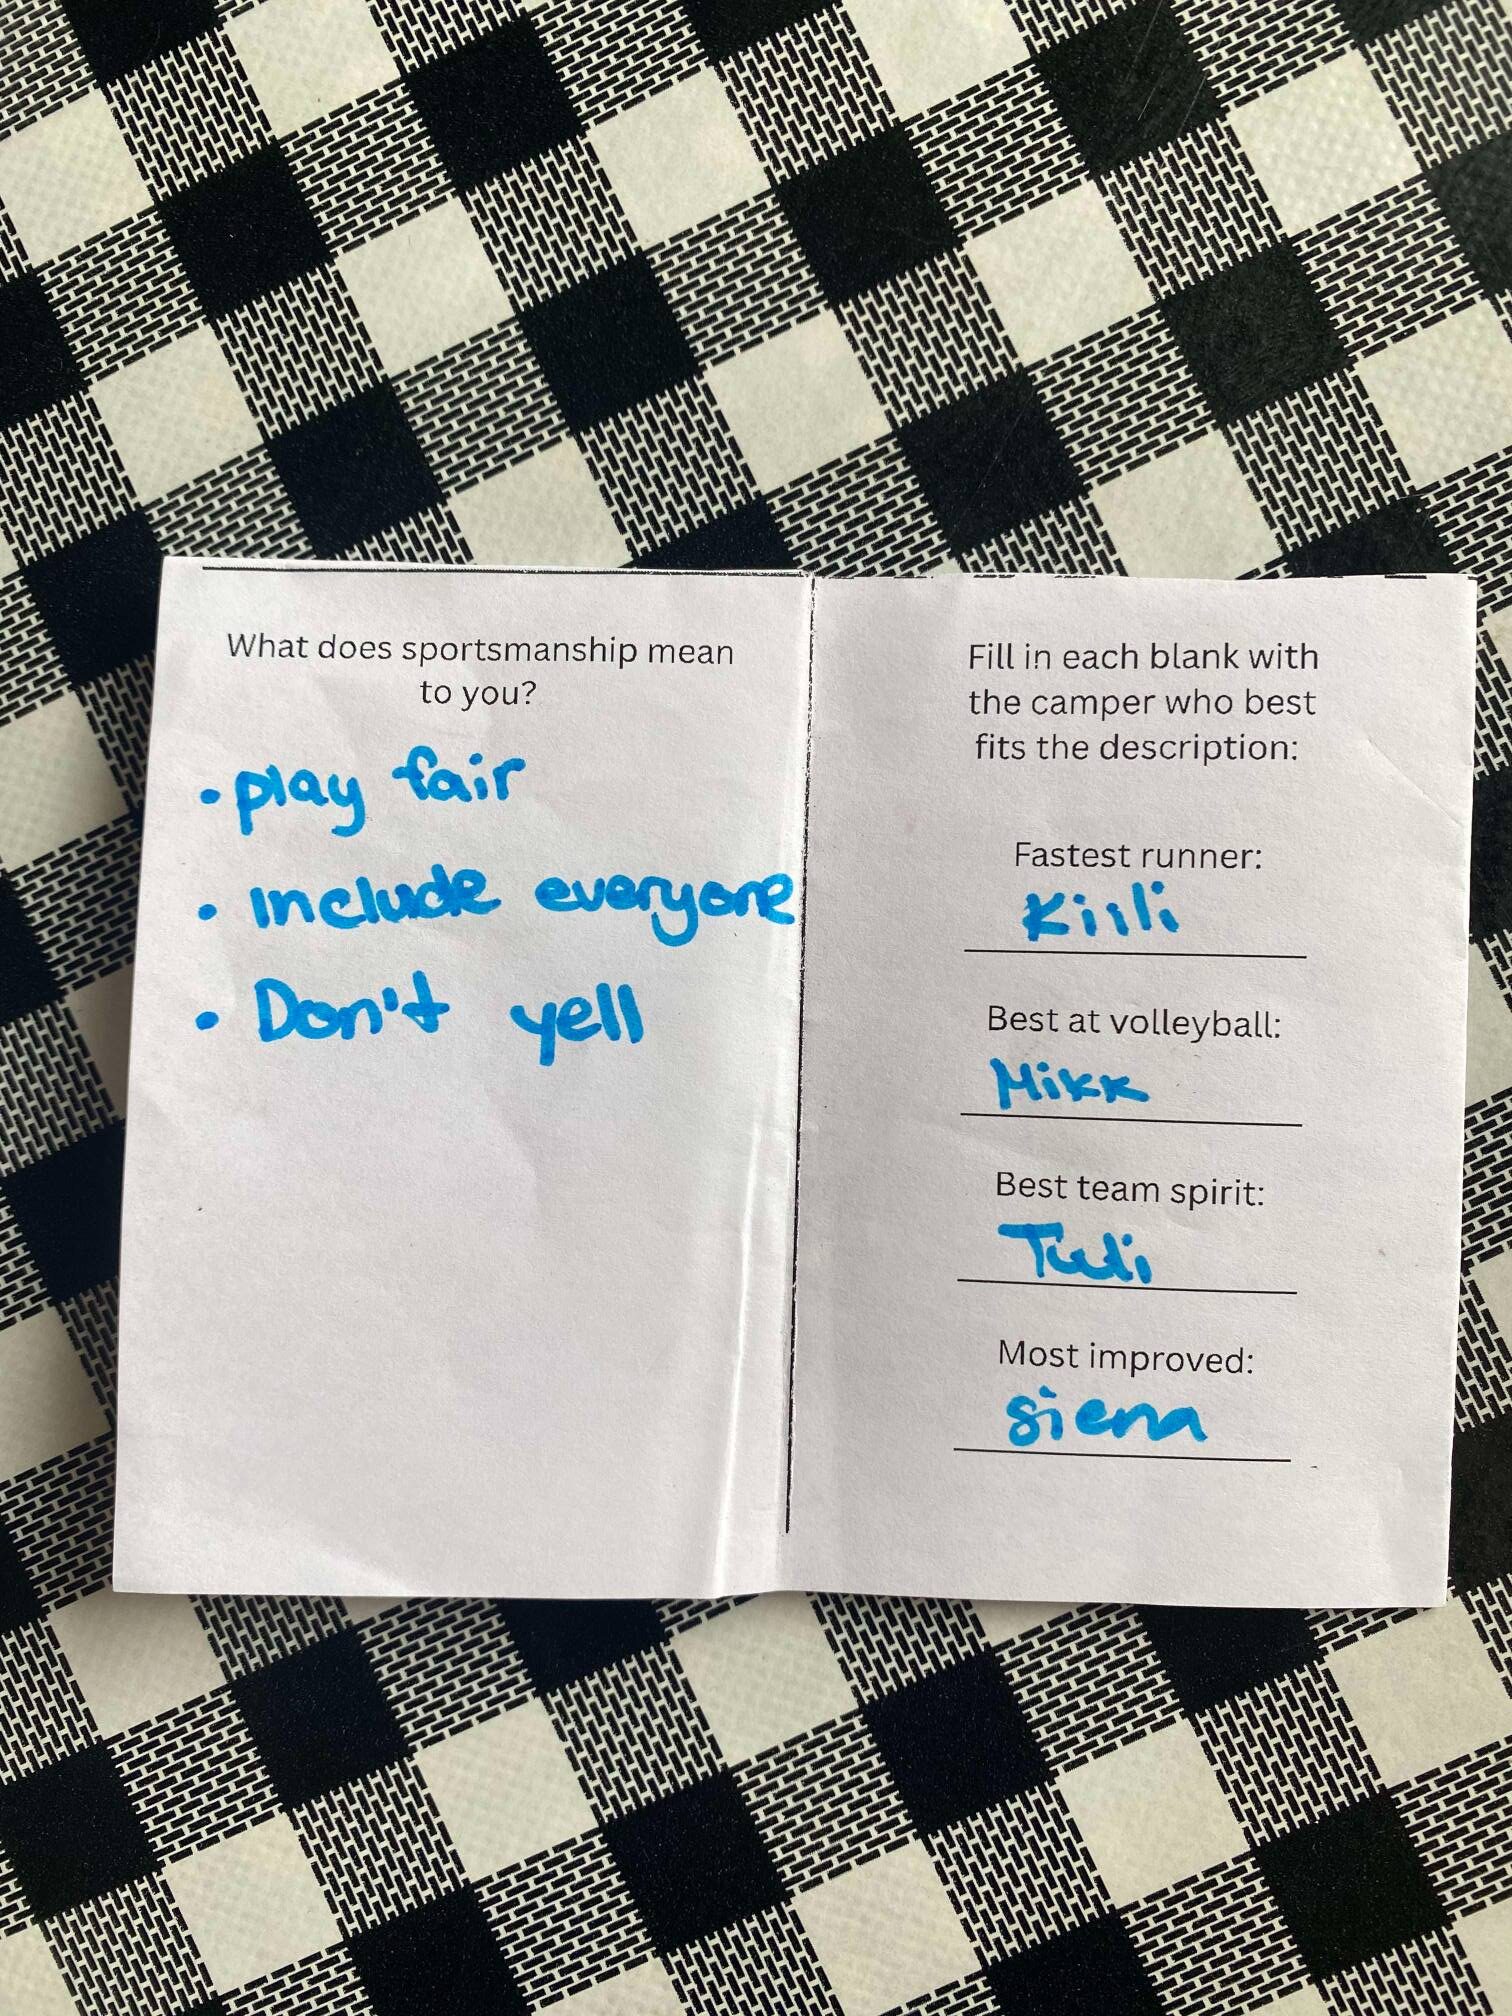 What does sportsmanship mean
to you?
• play fair
• Include everyone
• Don't yell
Fill in each blank with
the camper who best
fits the description:
Fastest runner:
Kiili
Best at volleyball:
Mikk
Best team spirit:
Most improved:
Siena